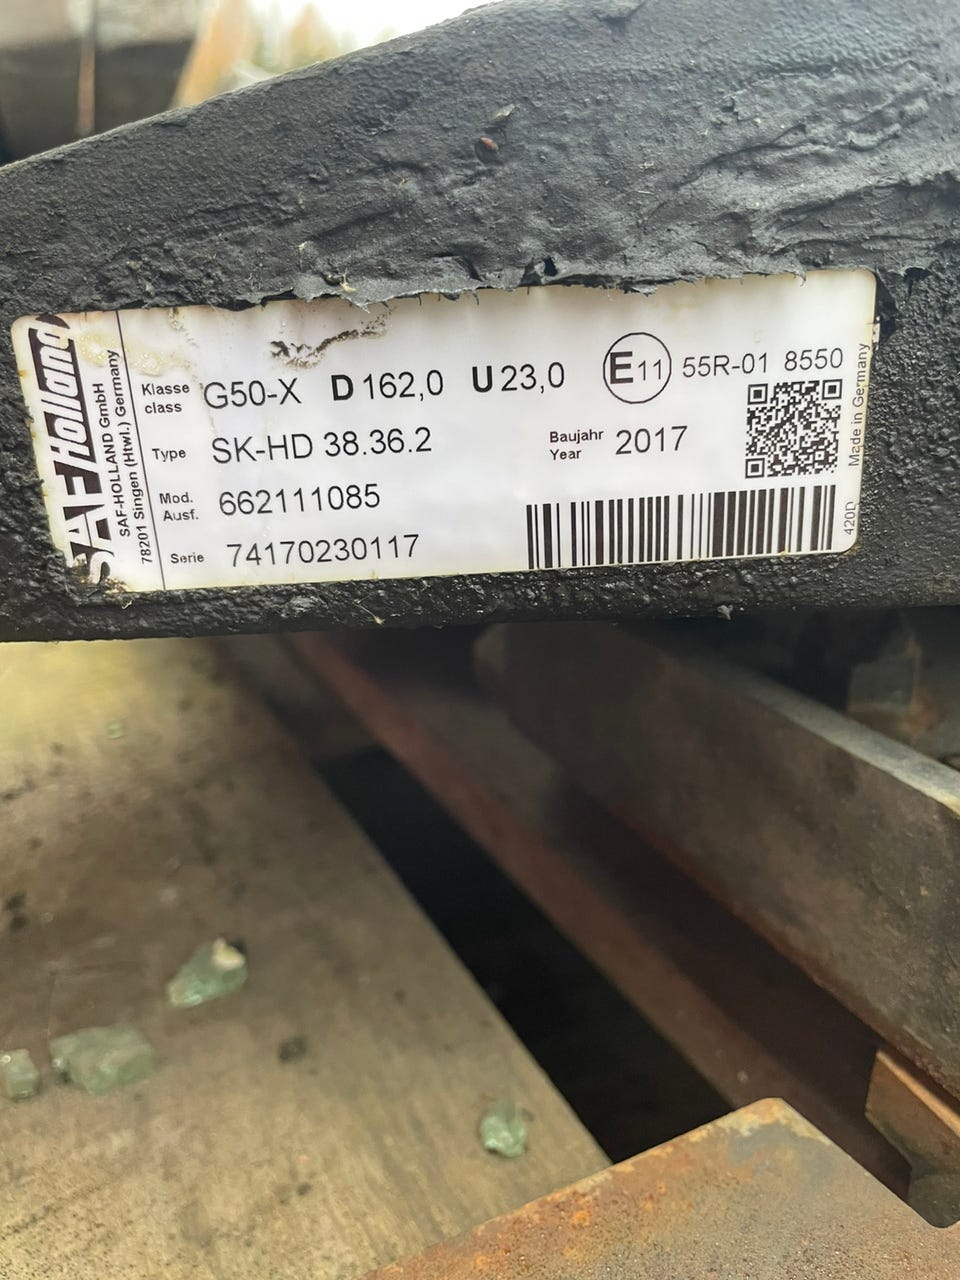 SAF Holland
SAF-HOLLAND GmbH
78201 Singen (Htwl.) Germany
Klasse
class
G50-X D 162,0 U 23,0 E11 55R-01 8550
Type SK-HD 38.36.2
Baujahr
Year
2017
Mod.
Ausf.
662111085
Serie 74170230117
Made in Germany
420D